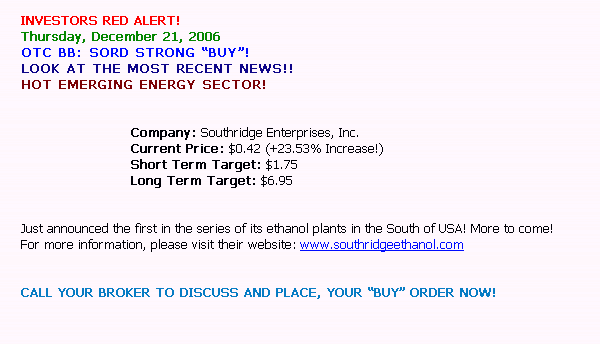 INVESTORS RED ALERT!
Thursday, December 21, 2006
OTC BB: SORD STRONG “BUY”!
LOOK AT THE MOST RECENT NEWS!!
HOT EMERGING ENERGY SECTOR!
Company: Southridge Enterprises, Inc.
Current Price: $0.42 (+23.53% Increase!)
Short Term Target: $1.75
Long Term Target: $6.95
Just announced the first in the series of its ethanol plants in the South of USA! More to come!
For more information, please visit their website: www.southridgeethanol.com
CALL YOUR BROKER TO DISCUSS AND PLACE, YOUR “BUY” ORDER NOW!